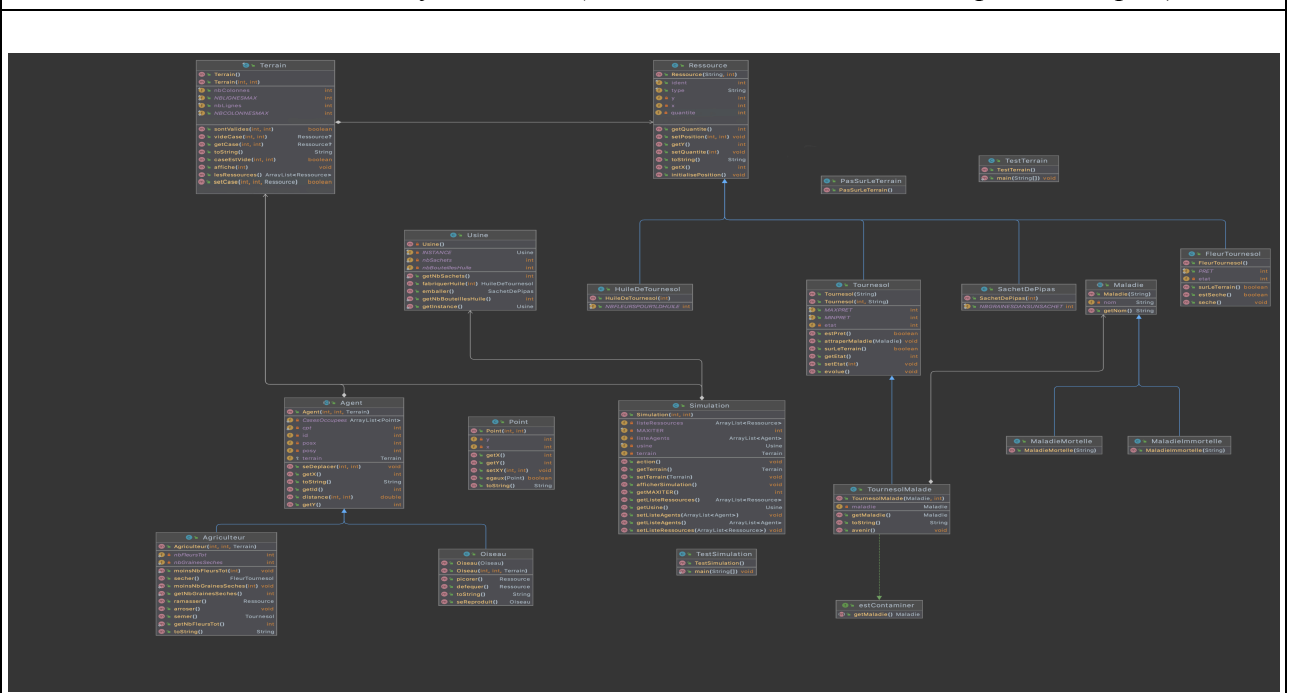 Terrain
Terrain()
Terrain(int, int)
nbColonnes int
NBLIGNESMAX int
nbLignes int
NBCOLONNESMAX int
sontValides(int, int) boolean
videCase(int, int) Ressource?
getCase(int, int) Ressource?
toString() String
caseEstVide(int, int) boolean
affiche(int) void
lesRessources() ArrayList<Ressource>
setCase(int, int, Ressource) boolean
Ressource
Ressource(String, int)
ident int
type String
y int
x int
quantite int
getQuantite() int
setPosition(int, int) void
getY() int
setQuantite(int) void
toString() String
getX() int
initialisePosition() void
TestTerrain
TestTerrain()
main(String[]) void
PasSurLeTerrain
PasSurLeTerrain()
Usine
Usine()
INSTANCE Usine
nbSachets int
nbBouteillesHuile int
getNbSachets() int
fabriquerHuile(int) HuileDeTournesol
emballer() SachetDePipas
getNbBouteillesHuile() int
getInstance() Usine
HuileDeTournesol
HuileDeTournesol(int)
Tournesol
Tournesol(String)
Tournesol(int, String)
MAXPRET int
MINPRET int
etat int
estPret() boolean
attraperMaladie(Maladie) void
surLeTerrain() boolean
getEtat() int
setEtat(int) void
evolue() void
SachetDePipas
SachetDePipas(int)
NBGRAINESDANSUNSACHET int
Maladie
Maladie(String)
nom String
getNom() String
FleurTournesol
FleurTournesol()
PRET int
etat int
surLeTerrain() boolean
estSeche() boolean
seche() void
Agent
Agent(int, int, Terrain)
CasesOccupeer ArrayList<Point>
cpt int
id int
posx int
posy int
terrain Terrain
seDeplacer(int, int) void
getX() int
toString() String
getId() int
distance(int, int) double
getY() int
Point
Point(int, int)
y int
x int
getX() int
getY() int
setXY(int, int) void
egaux(Point) boolean
toString() String
Simulation
Simulation(int, int)
listeRessources ArrayList<Ressource>
MAXITER int
listeAgents ArrayList<Agent>
usine Usine
terrain Terrain
action() void
getTerrain() Terrain
setTerrain(Terrain) void
afficherSimulation() void
getMAXITER() int
getListeRessources() ArrayList<Ressource>
getUsine() Usine
setListeAgents(ArrayList<Agent>) void
getListeAgents() ArrayList<Agent>
setListeRessources(ArrayList<Ressource>) void
MaladieMortelle
MaladieMortelle(String)
MaladieImmortelle
MaladieImmortelle(String)
TournesolMalade
TournesolMalade(Maladie, int)
maladie Maladie
getMaladie() Maladie
toString() String
avenir() void
Agriculteur
Agriculteur(int, int, Terrain)
nbFleursTot int
nbGrainesSeches int
moinsNbFleursTot(int) void
secher() FleurTournesol
moinsNbGrainesSeches(int) void
getNbGrainesSeches() int
ramasser() Ressource
arroser() void
semer() Tournesol
getNbFleursTot() int
toString() String
Oiseau
Oiseau(Oiseau)
Oiseau(int, int, Terrain)
picorer() Ressource
defequer() Ressource
toString() String
seReproduit() Oiseau
TestSimulation
TestSimulation()
main(String[]) void
estContaminer
getMaladie() Maladie